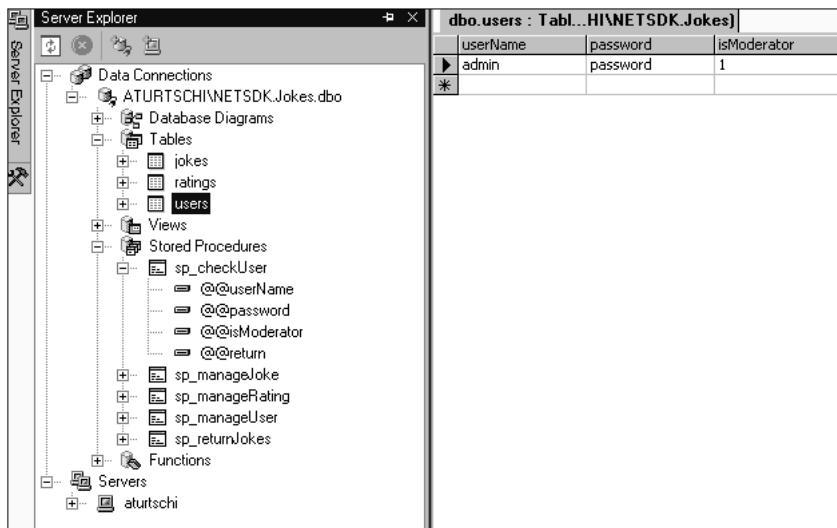 Server Explorer
Server Explorer
Data Connections
ATURTSCHI\NETSDK.Jokes.dbo
Database Diagrams
Tables
jokes
ratings
users
Views
Stored Procedures
sp_checkUser
@@userName
@@password
@@isModerator
@@return
sp_manageJoke
sp_manageRating
sp_manageUser
sp_returnJokes
Functions
Servers
aturtschi
dbo.users : Tabl...HI\NETSDK.Jokes)
userName password isModerator
admin password 1